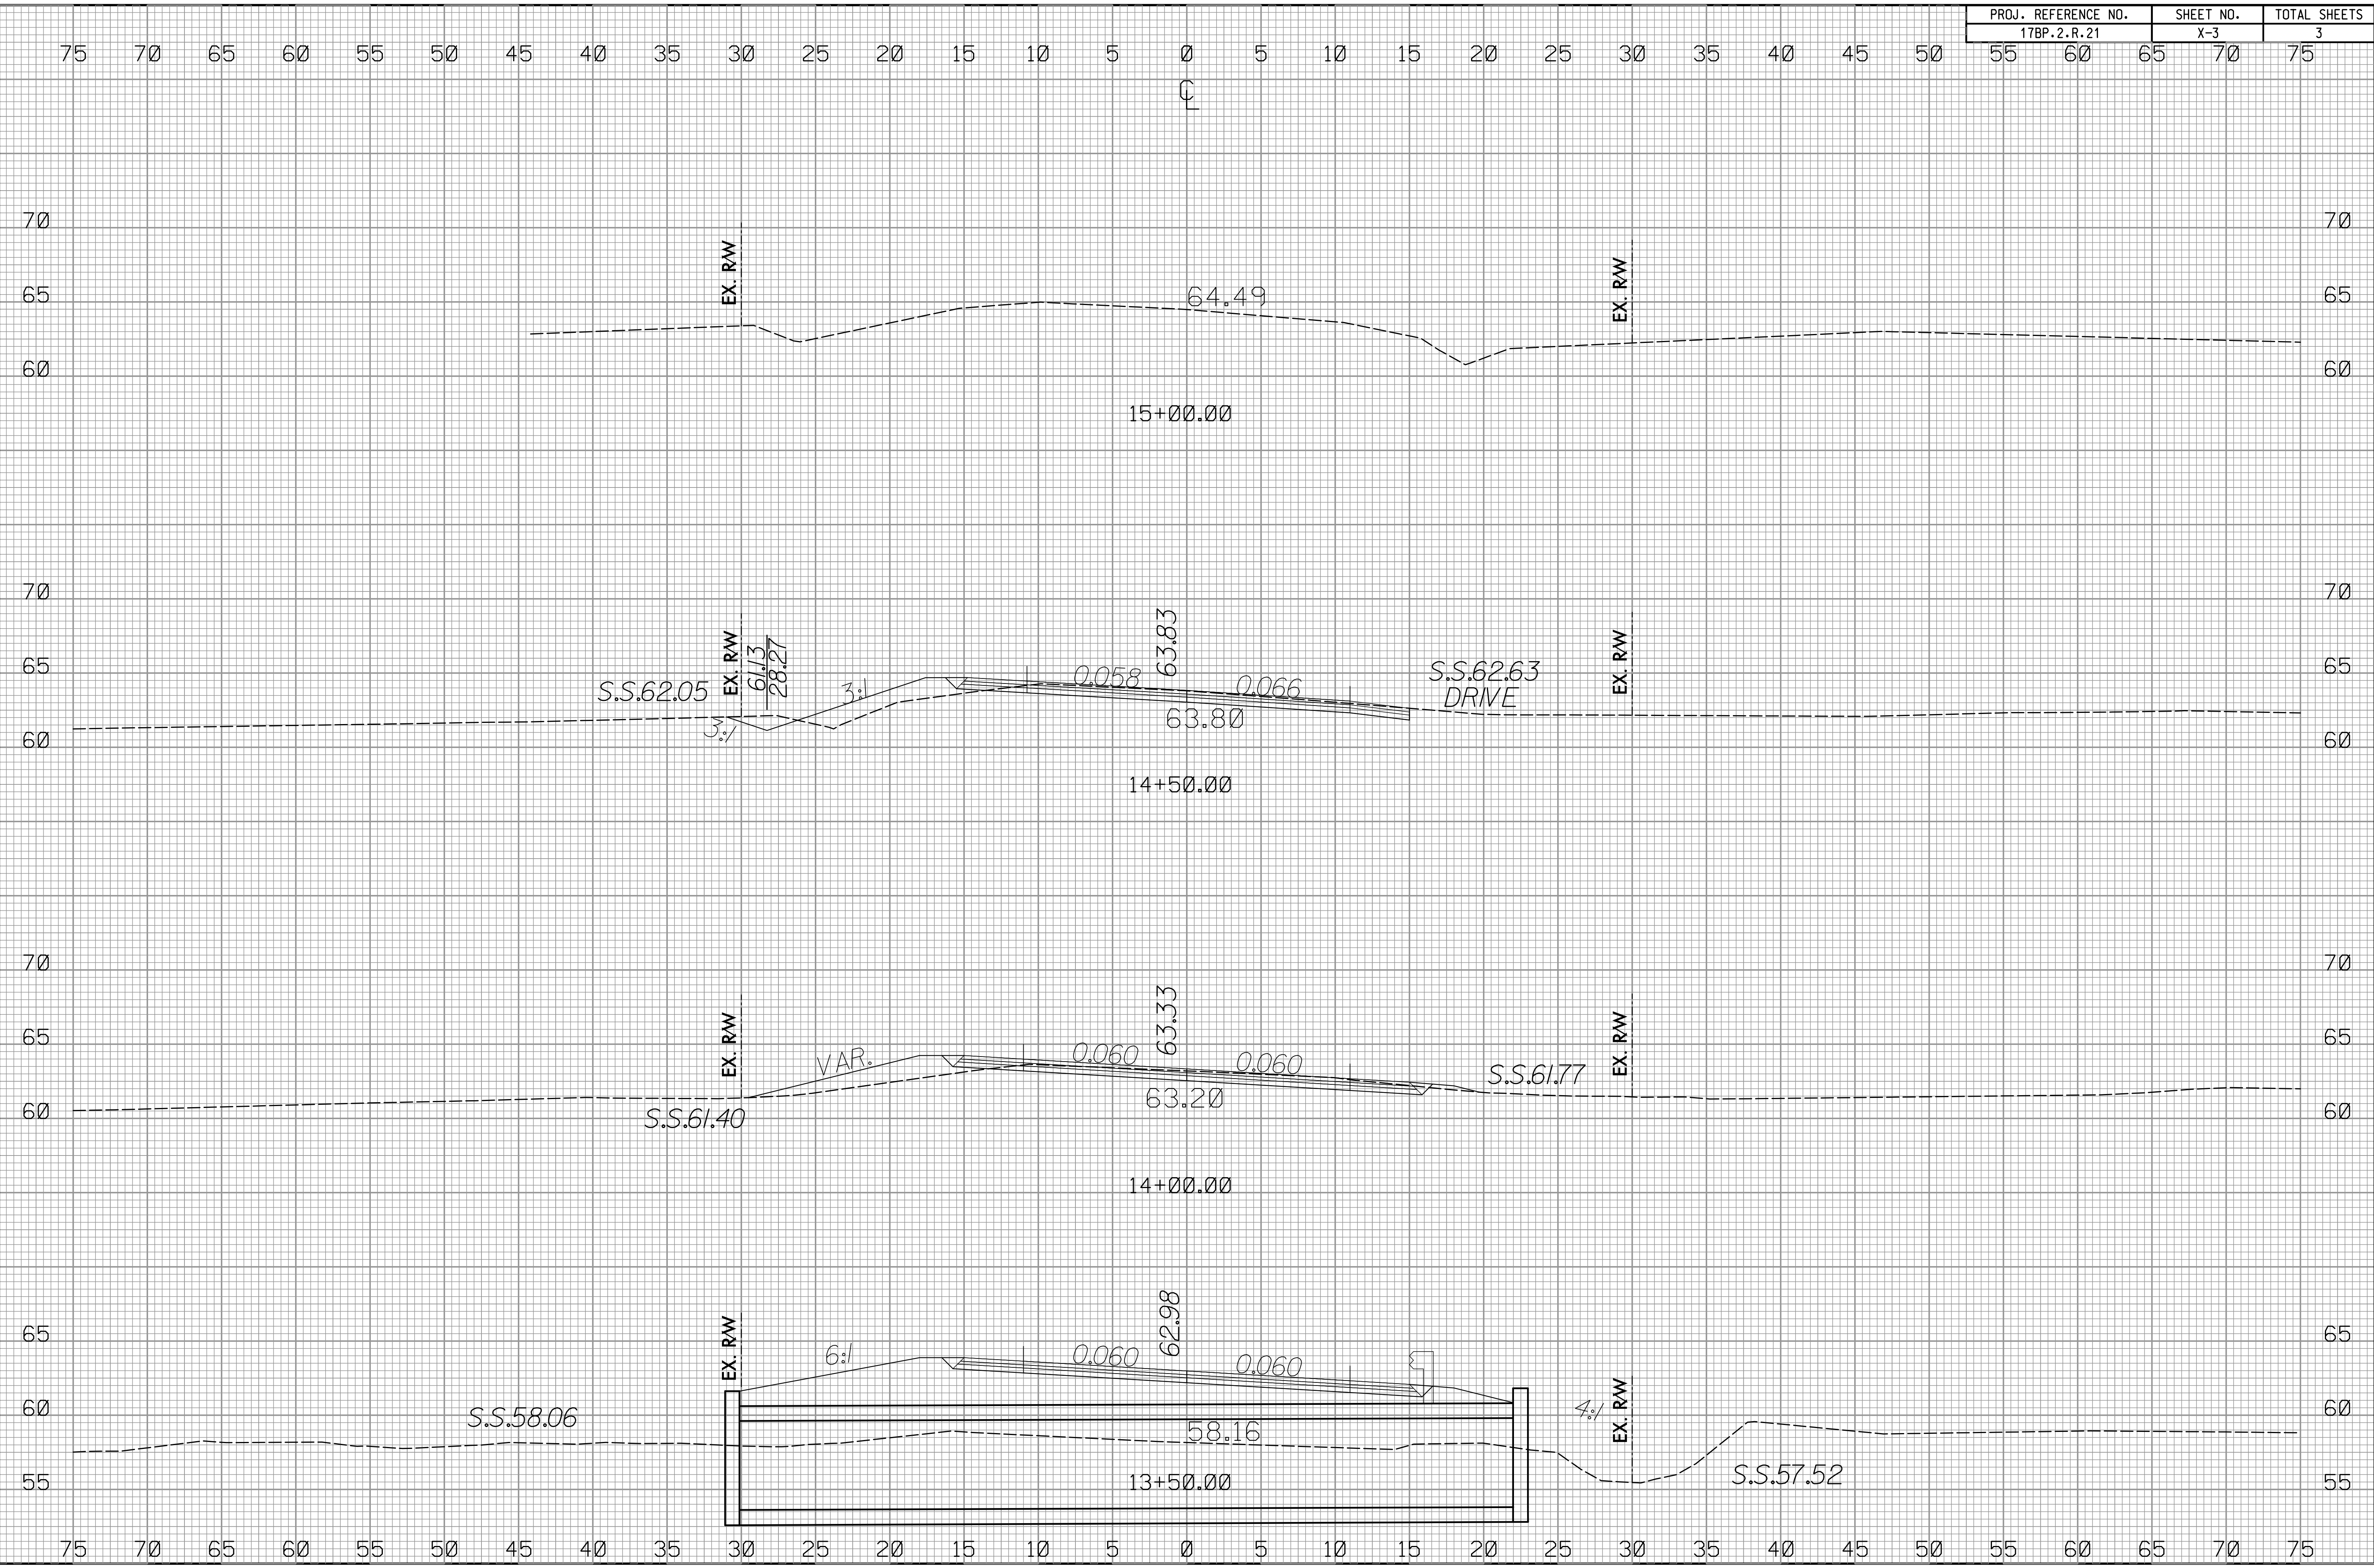 PROJ. REFERENCE NO. SHEET NO. TOTAL SHEETS
17BP.2.R.21 X-3 3
75 70 65 60 55 50 45 40 35 30 25 20 15 10 5 0 5 10 15 20 25 30 35 40 45 50 55 60 65 70 75
CL
70 70
EX. R/W EX. R/W
65 64.49 65
60 60
15+00.00
70 70
63.83
EX. R/W 61.13 EX. R/W
28.27
65 65
S.S.62.05 3:1 0.058 0.066 S.S.62.63
DRIVE
63.80
3:1
60 60
14+50.00
70 70
63.33
EX. R/W EX. R/W
65 65
VAR. 0.060 0.060 S.S.61.77
63.20
60 60
S.S.61.40
14+00.00
62.98
65 65
EX. R/W
6:1 0.060 0.060
EX. R/W
60 4:1 60
S.S.58.06
58.16
S.S.57.52
55 13+50.00 55
75 70 65 60 55 50 45 40 35 30 25 20 15 10 5 0 5 10 15 20 25 30 35 40 45 50 55 60 65 70 75